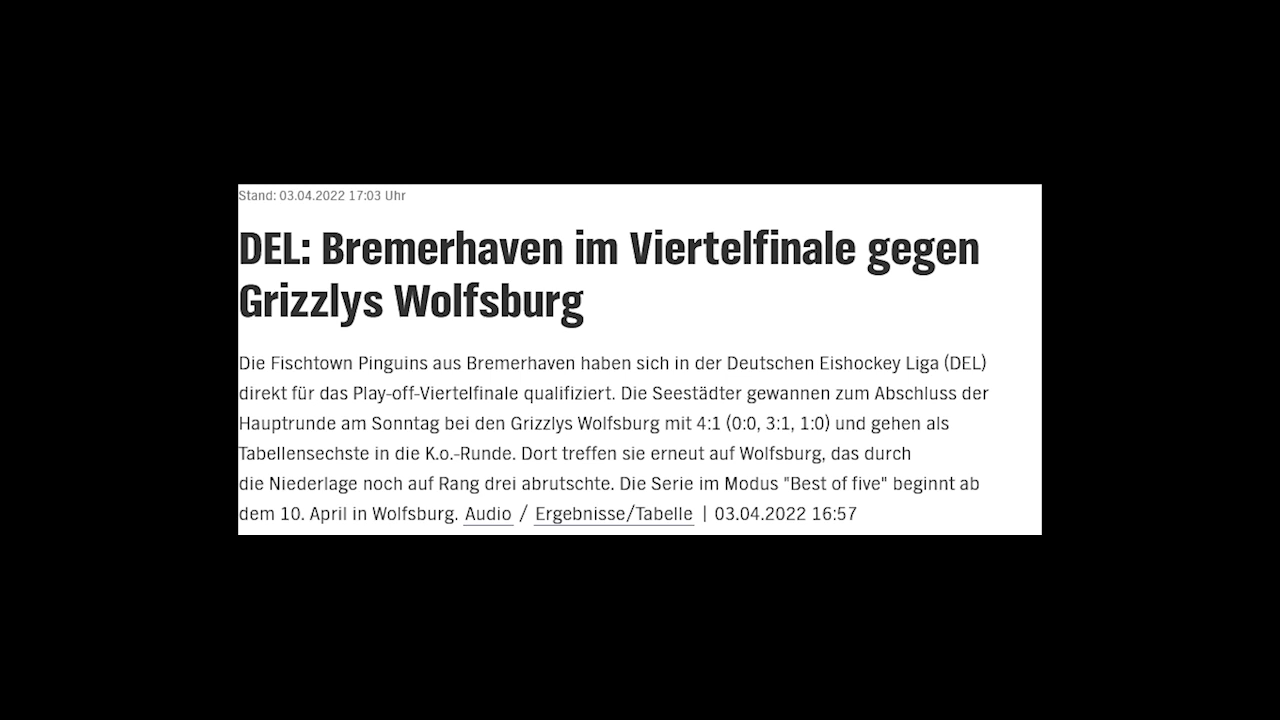 Stand: 03.04.2022 17:03 Uhr
DEL: Bremerhaven im Viertelfinale gegen
Grizzlys Wolfsburg
Die Fischtown Pinguins aus Bremerhaven haben sich in der Deutschen Eishockey Liga (DEL)
direkt für das Play-off-Viertelfinale qualifiziert. Die Seestädter gewannen zum Abschluss der
Hauptrunde am Sonntag bei den Grizzlys Wolfsburg mit 4:1 (0:0, 3:1, 1:0) und gehen als
Tabellensechste in die K.o.-Runde. Dort treffen sie erneut auf Wolfsburg, das durch
die Niederlage noch auf Rang drei abrutschte. Die Serie im Modus "Best of five" beginnt ab
dem 10. April in Wolfsburg. Audio / Ergebnisse/Tabelle | 03.04.2022 16:57